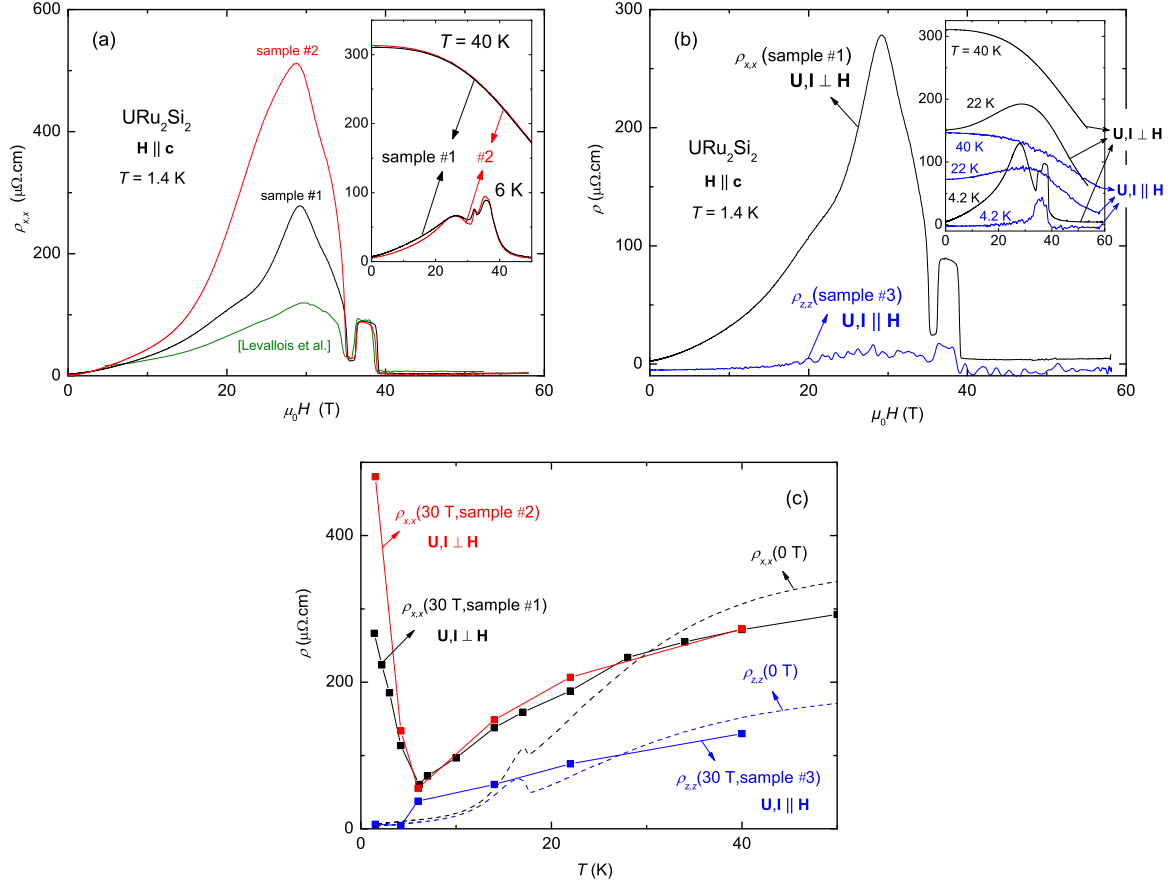 (a)
sample #2
URu2Si2
H || c
T = 1.4 K
sample #1
[Levallois et al.]
600
400
200
0
0 20 40 60
ρx,x (μΩ.cm)
μ0H (T)
T = 40 K
sample #1 #2
6 K
300
200
100
0
0 20 40
(b)
ρx,x (sample #1)
U,I ⊥ H
URu2Si2
H || c
T = 1.4 K
ρz,z(sample #3)
U,I || H
300
200
100
0
0 20 40 60
ρ (μΩ.cm)
μ0H (T)
T = 40 K
22 K
40 K
22 K
4.2 K
4.2 K
U,I ⊥ H
U,I || H
300
200
100
0
0 20 40 60
(c)
ρx,x(30 T,sample #2)
U,I ⊥ H
ρx,x(30 T,sample #1)
U,I ⊥ H
ρx,x(0 T)
ρz,z(0 T)
ρz,z(30 T,sample #3)
U,I || H
400
200
0
0 20 40
ρ (μΩ.cm)
T (K)